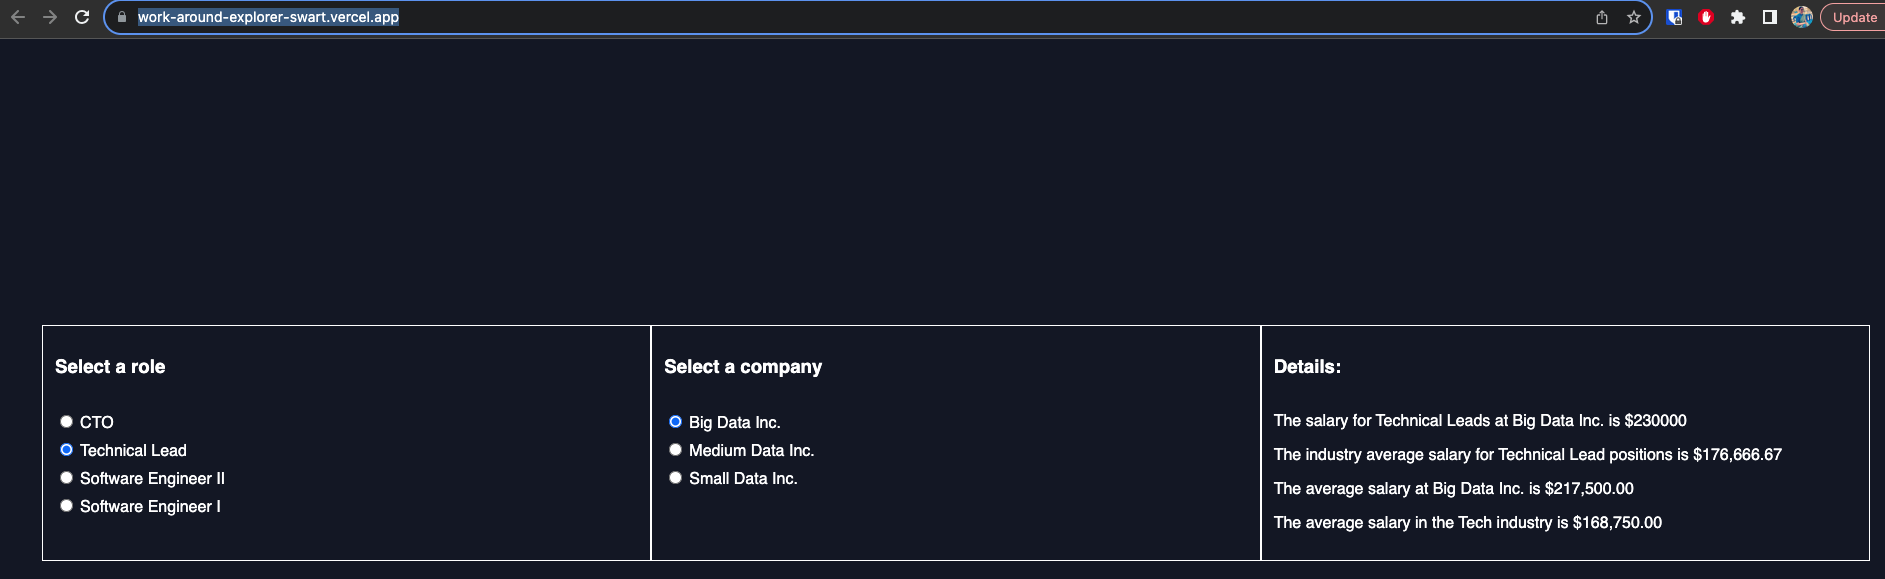 work-around-explorer-swart.vercel.app
Update
Select a role
CTO
Technical Lead
Software Engineer II
Software Engineer I
Select a company
Big Data Inc.
Medium Data Inc.
Small Data Inc.
Details:
The salary for Technical Leads at Big Data Inc. is $230000
The industry average salary for Technical Lead positions is $176,666.67
The average salary at Big Data Inc. is $217,500.00
The average salary in the Tech industry is $168,750.00